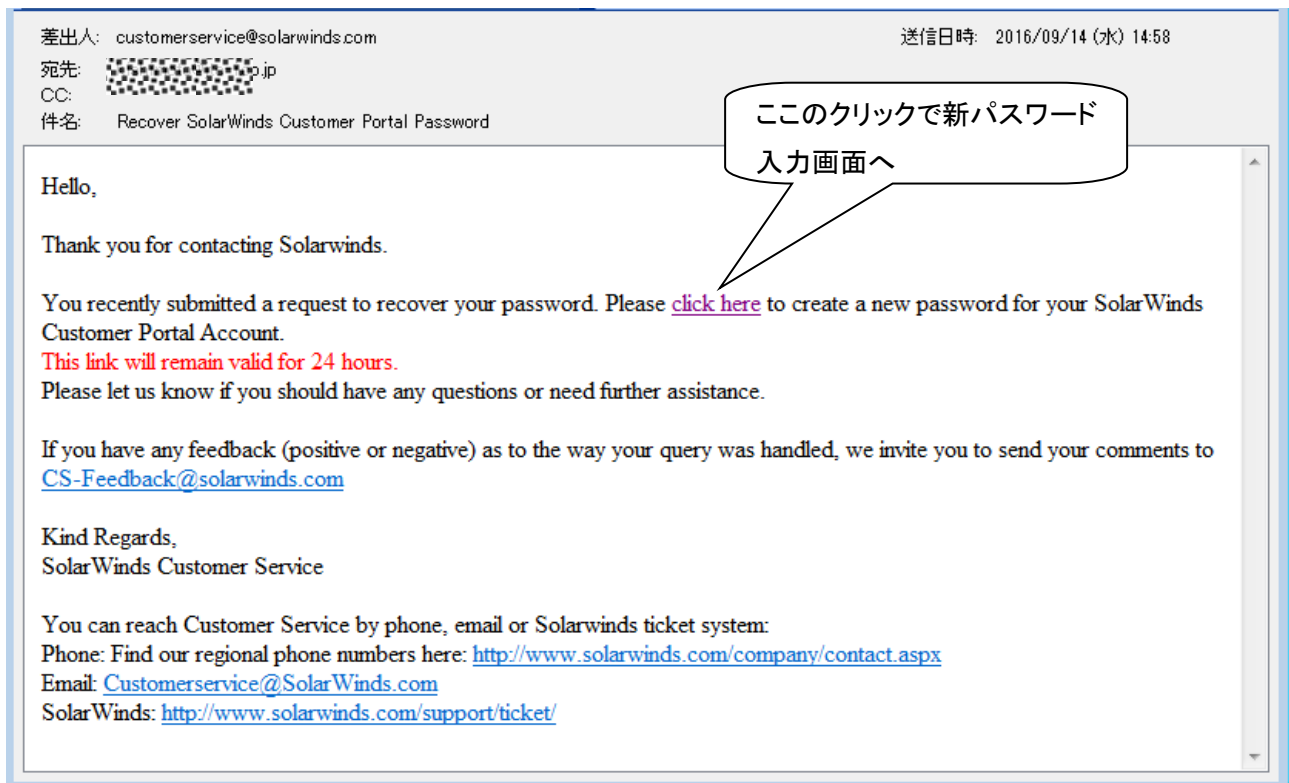 差出人: customerservice@solarwinds.com 送信日時: 2016/09/14 (水) 14:58
宛先: p.jp
CC:
件名: Recover SolarWinds Customer Portal Password
ここのクリックで新パスワード
入力画面へ
Hello,
Thank you for contacting Solarwinds.
You recently submitted a request to recover your password. Please click here to create a new password for your SolarWinds
Customer Portal Account.
This link will remain valid for 24 hours.
Please let us know if you should have any questions or need further assistance.
If you have any feedback (positive or negative) as to the way your query was handled, we invite you to send your comments to
CS-Feedback@solarwinds.com
Kind Regards,
SolarWinds Customer Service
You can reach Customer Service by phone, email or Solarwinds ticket system:
Phone: Find our regional phone numbers here: http://www.solarwinds.com/company/contact.aspx
Email: Customerservice@SolarWinds.com
SolarWinds: http://www.solarwinds.com/support/ticket/